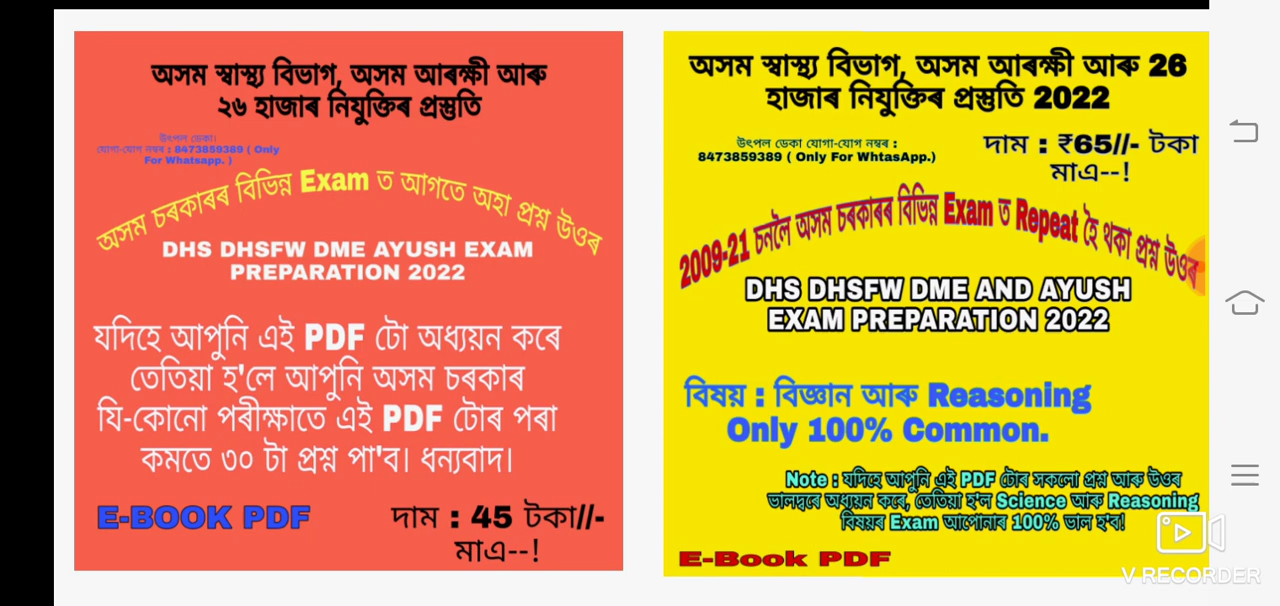 অসম স্বাস্থ্য বিভাগ, অসম আৰক্ষী আৰু
২৬ হাজাৰ নিযুক্তিৰ প্ৰস্তুতি
উৎপল ডেকা।
যোগা-যোগ নম্বৰ : 8473859389 ( Only
For Whatsapp. )
অসম চৰকাৰৰ বিভিন্ন Exam ত আগতে অহা প্ৰশ্ন উওৰ
DHS DHSFW DME AYUSH EXAM
PREPARATION 2022
যদিহে আপুনি এই PDF টো অধ্যয়ন কৰে
তেতিয়া হ'লে আপুনি অসম চৰকাৰ
যি-কোনো পৰীক্ষাতে এই PDF টোৰ পৰা
কমতে ৩০ টা প্ৰশ্ন পা'ব। ধন্যবাদ।
E-BOOK PDF
দাম : 45 টকা//-
মাএ--!
অসম স্বাস্থ্য বিভাগ, অসম আৰক্ষী আৰু 26
হাজাৰ নিযুক্তিৰ প্ৰস্তুতি 2022
উৎপল ডেকা যোগা-যোগ নম্বৰ :
8473859389 ( Only For WhtasApp.)
দাম : ₹65//- টকা
মাএ--!
2009-21 চনলৈ অসম চৰকাৰৰ বিভিন্ন Exam ত Repeat হৈ থকা প্ৰশ্ন উওৰ
DHS DHSFW DME AND AYUSH
EXAM PREPARATION 2022
বিষয় : বিজ্ঞান আৰু Reasoning
Only 100% Common.
Note : যদিহে আপুনি এই PDF টোৰ সকলো প্ৰশ্ন আৰু উওৰ
ভালদ্বৰে অধ্যয়ন কৰে, তেতিয়া হ'ল Science আৰু Reasoning
বিষয়ৰ Exam আপোনাৰ 100% ভাল হ'ব!
E-Book PDF
V RECORDER